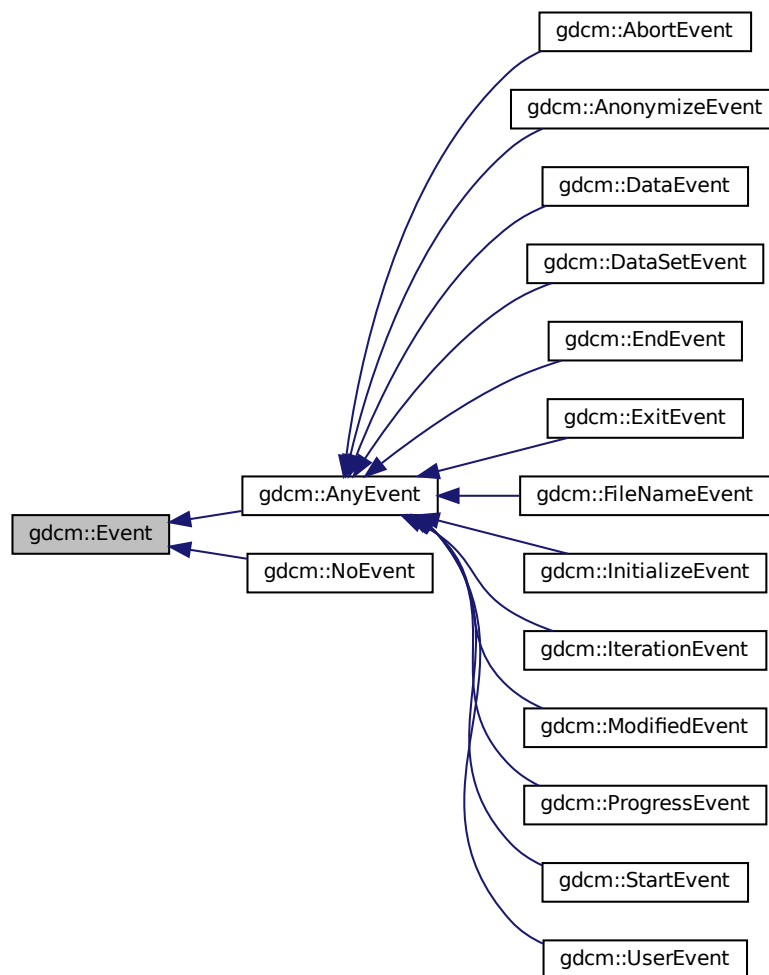 gdcm::AbortEvent
gdcm::AnonymizeEvent
gdcm::DataEvent
gdcm::DataSetEvent
gdcm::EndEvent
gdcm::ExitEvent
gdcm::AnyEvent
gdcm::FileNameEvent
gdcm::Event
gdcm::NoEvent
gdcm::InitializeEvent
gdcm::IterationEvent
gdcm::ModifiedEvent
gdcm::ProgressEvent
gdcm::StartEvent
gdcm::UserEvent